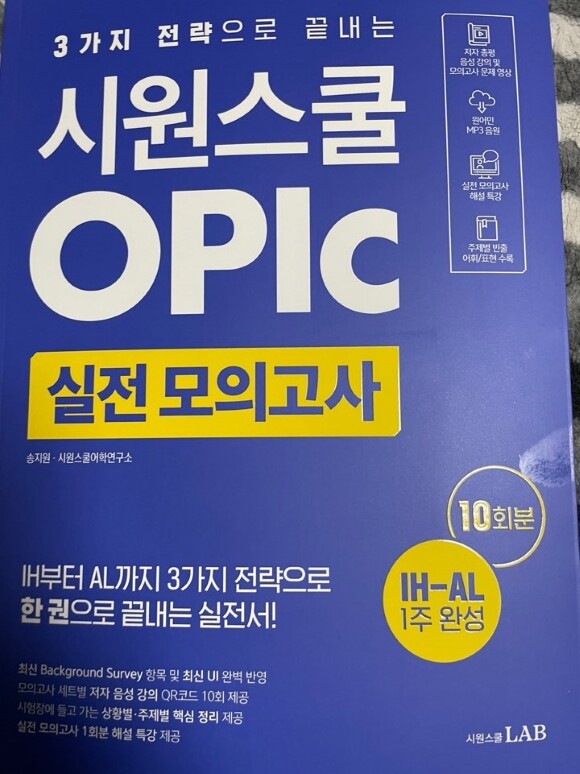 3가지 전략으로 끝내는
시원스쿨
OPIc
실전 모의고사
송지원 · 시원스쿨어학연구소
저자 총평
음성 강의 및
모의고사 문제 영상
원어민
MP3 음원
실전 모의고사
해설 특강
주제별 빈출
어휘/표현 수록
10회분
IH-AL
1주 완성
IH부터 AL까지 3가지 전략으로
한 권으로 끝내는 실전서!
최신 Background Survey 항목 및 최신 UI 완벽 반영
모의고사 세트별 저자 음성 강의 QR코드 10회 제공
시험장에 들고 가는 상황별·주제별 핵심 정리 제공
실전 모의고사 1회분 해설 특강 제공
시원스쿨 LAB